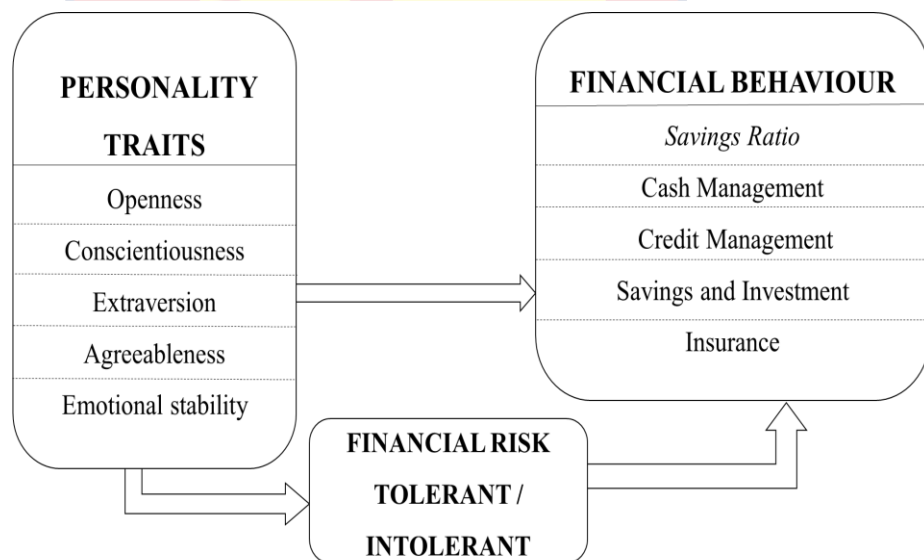 PERSONALITY
TRAITS
Openness
Conscientiousness
Extraversion
Agreeableness
Emotional stability
FINANCIAL BEHAVIOUR
Savings Ratio
Cash Management
Credit Management
Savings and Investment
Insurance
FINANCIAL RISK
TOLERANT /
INTOLERANT